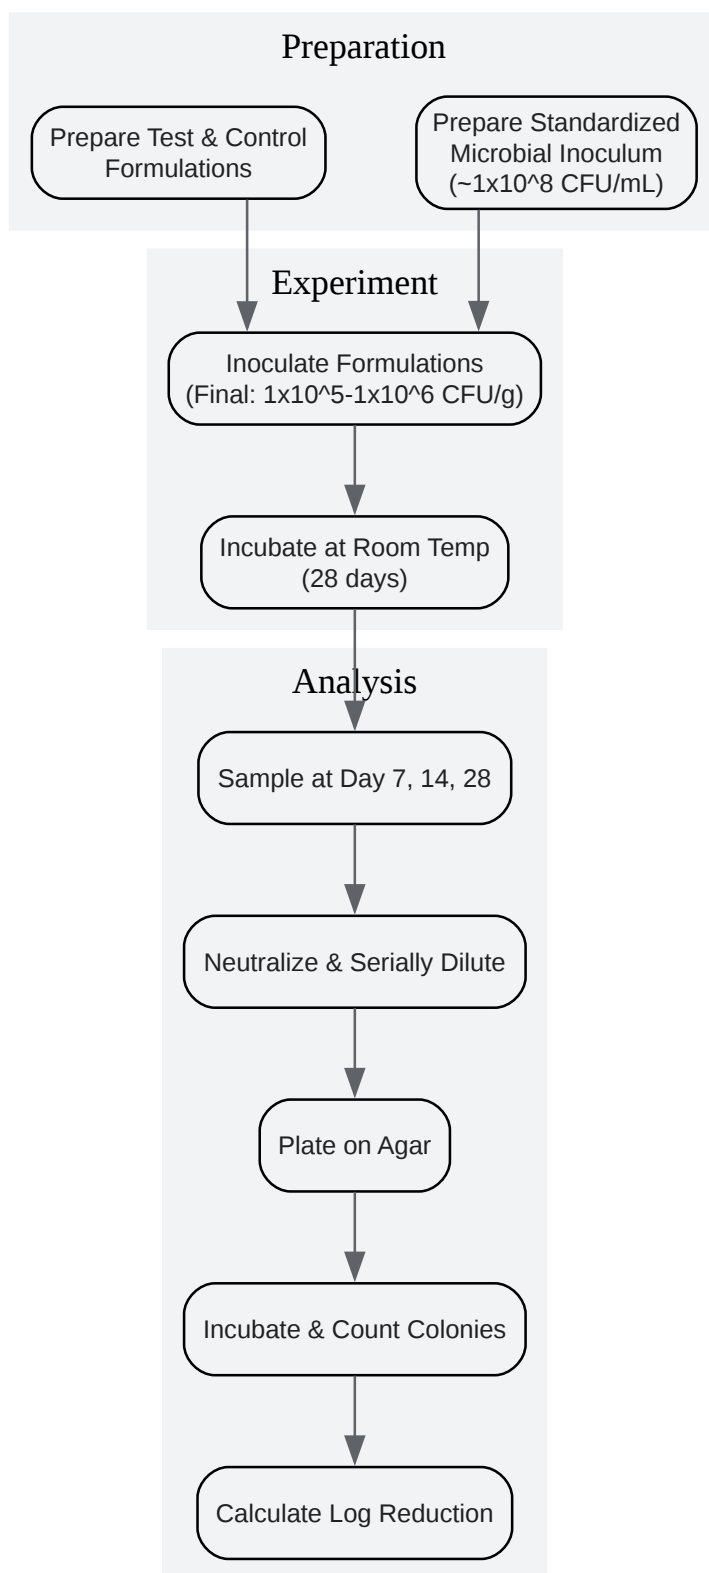 Preparation
Prepare Test & Control
Formulations
Prepare Standardized
Microbial Inoculum
(~1x10^8 CFU/mL)
Experiment
Inoculate Formulations
(Final: 1x10^5-1x10^6 CFU/g)
Incubate at Room Temp
(28 days)
Analysis
Sample at Day 7, 14, 28
Neutralize & Serially Dilute
Plate on Agar
Incubate & Count Colonies
Calculate Log Reduction